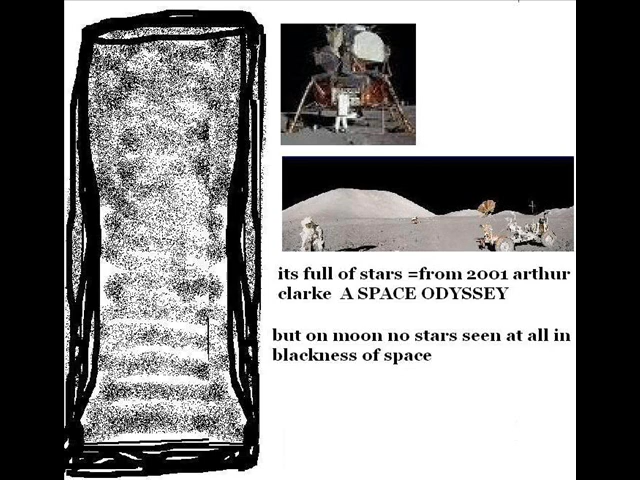 its full of stars =from 2001 arthur
clarke A SPACE ODYSSEY
but on moon no stars seen at all in
blackness of space